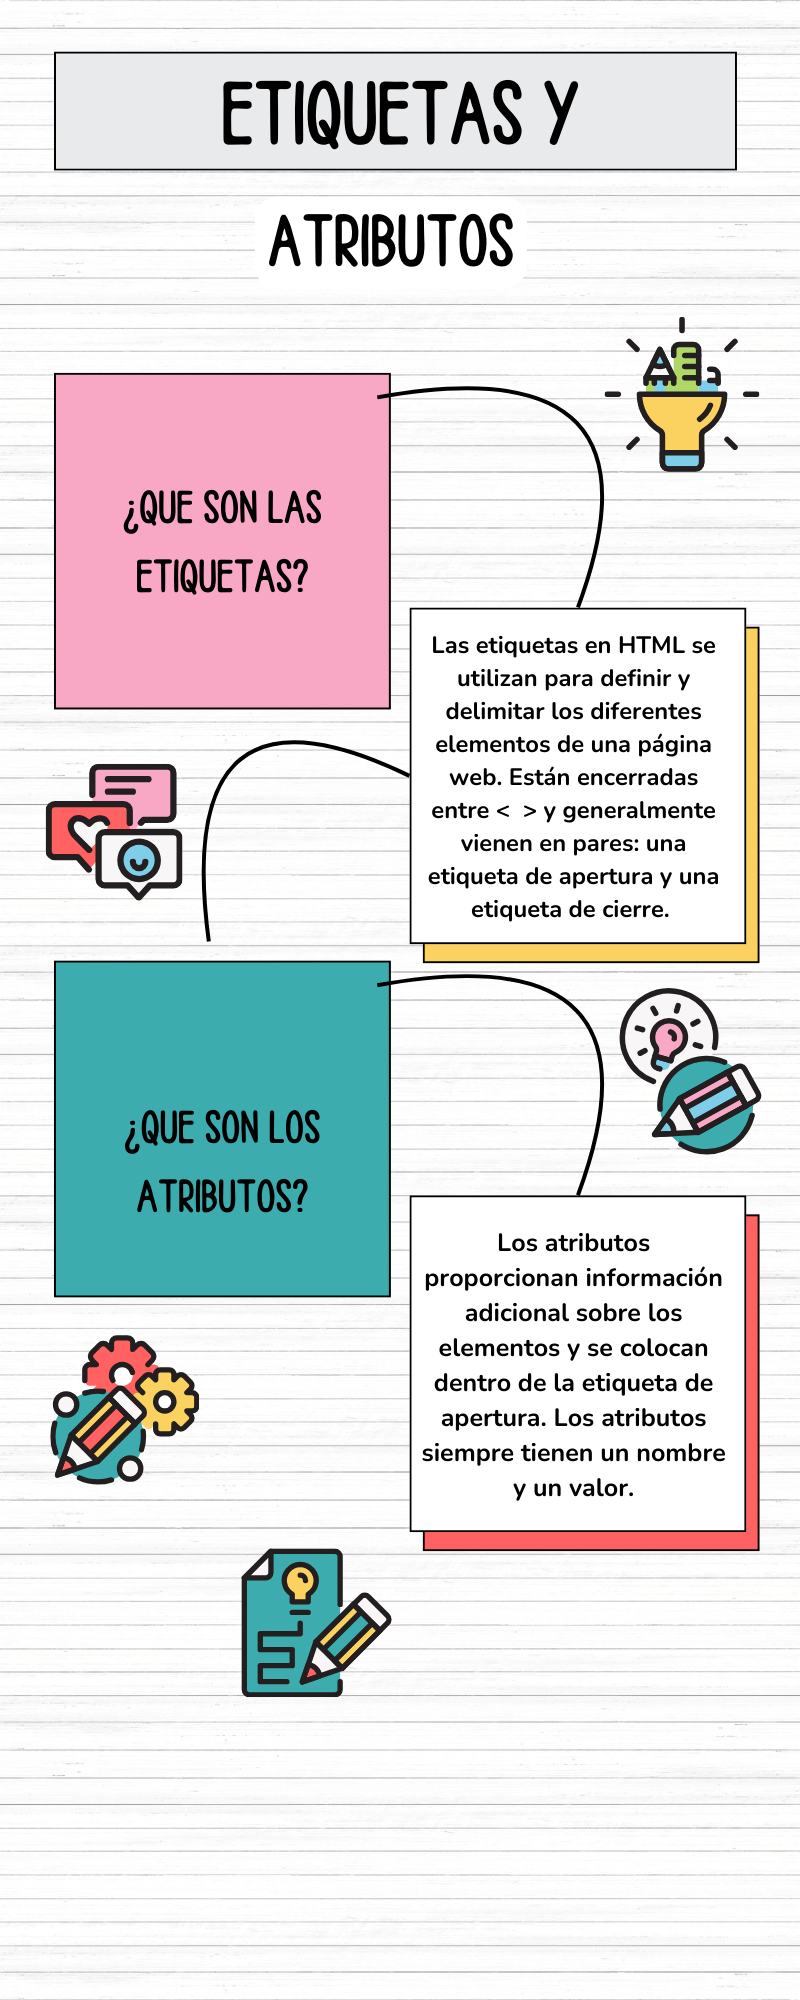 ETIQUETAS Y
ATRIBUTOS
¿QUE SON LAS
ETIQUETAS?
Las etiquetas en HTML se
utilizan para definir y
delimitar los diferentes
elementos de una página
web. Están encerradas
entre <  > y generalmente
vienen en pares: una
etiqueta de apertura y una
etiqueta de cierre.
¿QUE SON LOS
ATRIBUTOS?
Los atributos
proporcionan información
adicional sobre los
elementos y se colocan
dentro de la etiqueta de
apertura. Los atributos
siempre tienen un nombre
y un valor.